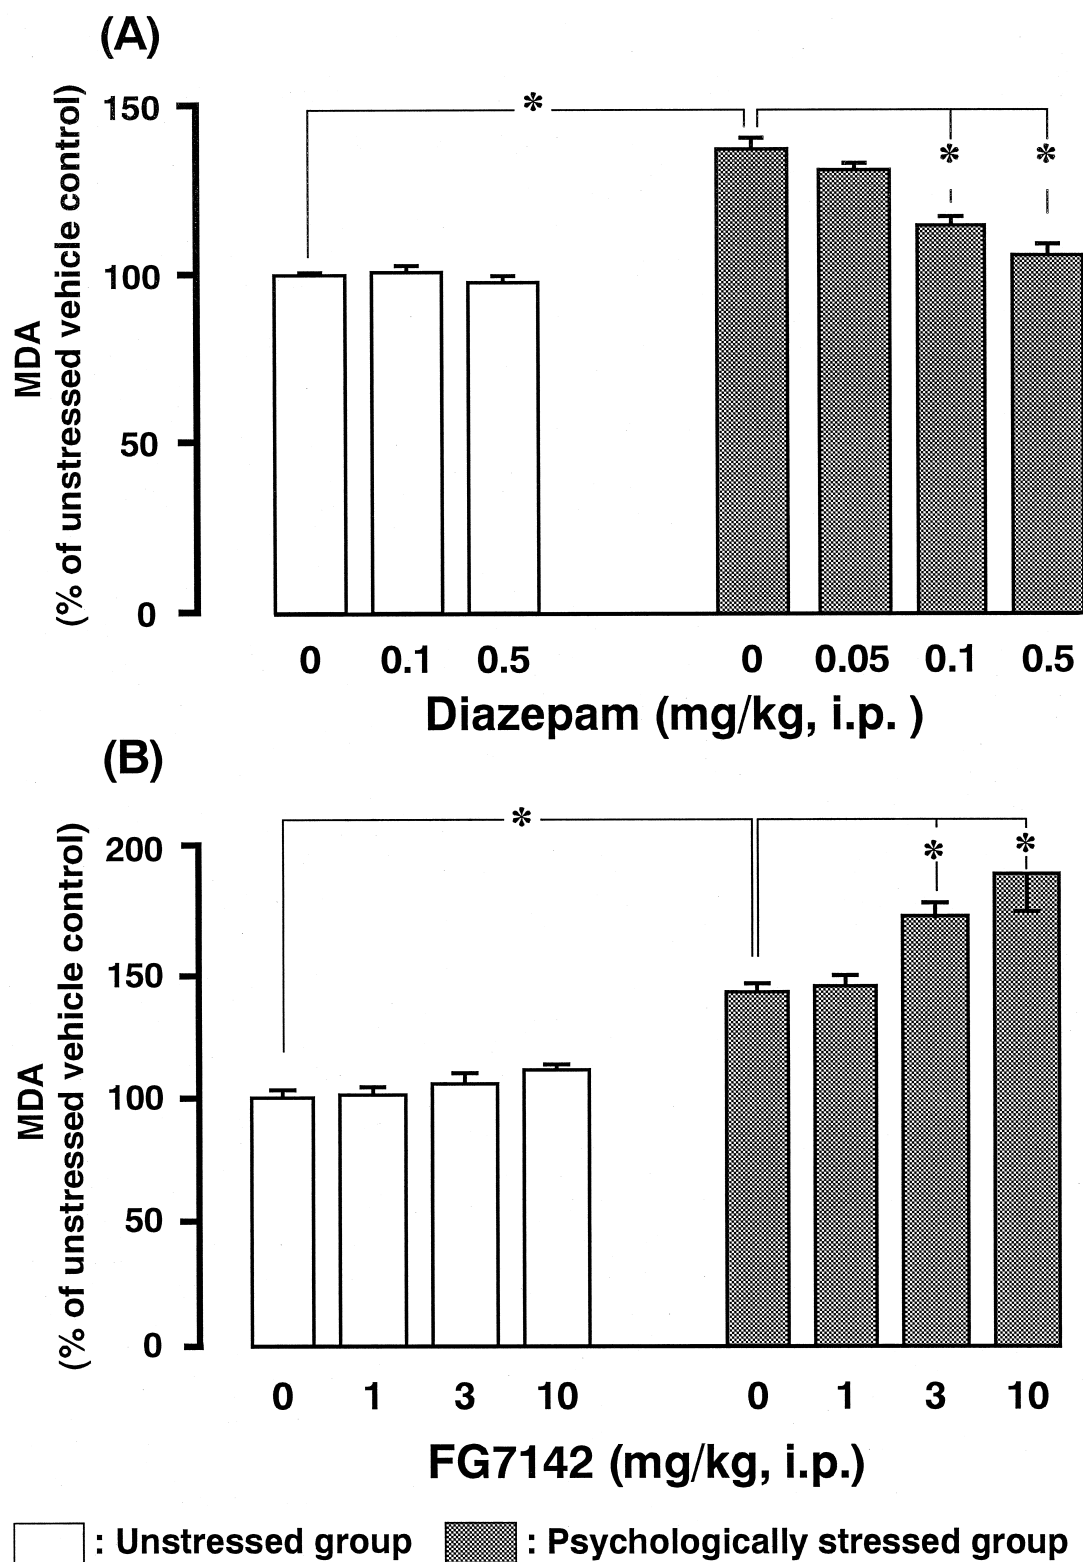 (A)
MDA
(% of unstressed vehicle control)
150
100
50
0
*
* *
0 0.1 0.5 0 0.05 0.1 0.5
Diazepam (mg/kg, i.p. )
(B)
MDA
(% of unstressed vehicle control)
200
150
100
50
0
*
* *
0 1 3 10 0 1 3 10
FG7142 (mg/kg, i.p.)
: Unstressed group : Psychologically stressed group